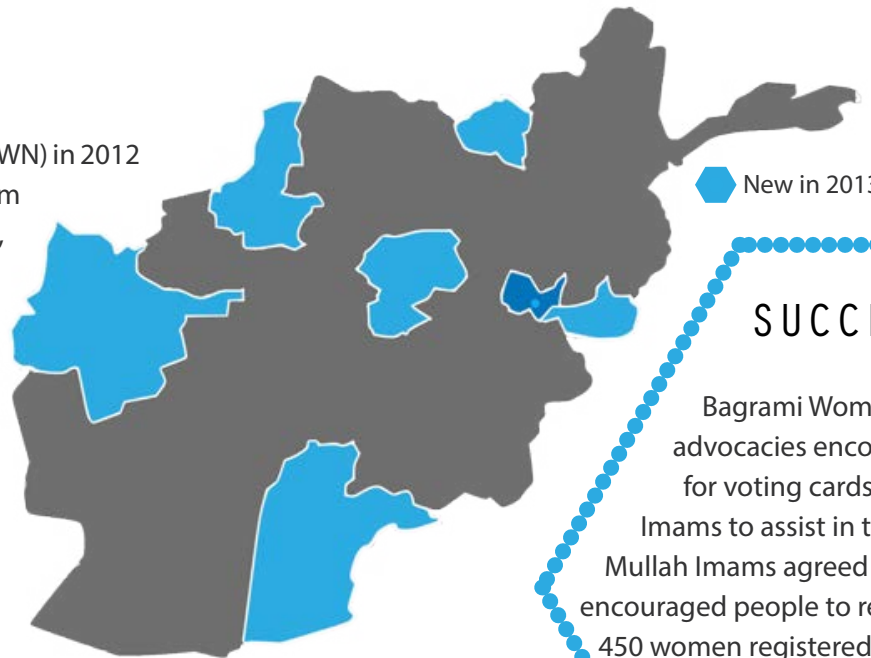 WN) in 2012
m
,
New in 2013
SUCC
Bagrami Wom
advocacies enco
for voting cards
Imams to assist in t
Mullah Imams agreed
encouraged people to re
450 women registered